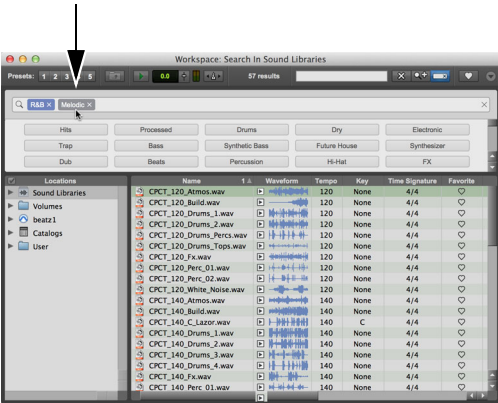 Workspace: Search In Sound Libraries
Presets: 1 2 3 5 0.0 57 results
R&B × Melodic ×
Hits Processed Drums Dry Electronic
Trap Bass Synthetic Bass Future House Synthesizer
Dub Beats Percussion Hi-Hat FX
Locations Name 1 Waveform Tempo Key Time Signature Favorite
Sound Libraries CPCT_120_Atmos.wav 120 None 4/4
Volumes CPCT_120_Build.wav 120 None 4/4
beatz1 CPCT_120_Drums_1.wav 120 None 4/4
Catalogs CPCT_120_Drums_2.wav 120 None 4/4
User CPCT_120_Drums_Percs.wav 120 None 4/4
CPCT_120_Drums_Tops.wav 120 None 4/4
CPCT_120_Fx.wav 120 None 4/4
CPCT_120_Perc_01.wav 120 None 4/4
CPCT_120_Perc_02.wav 120 None 4/4
CPCT_120_White_Noise.wav 120 None 4/4
CPCT_140_Atmos.wav 140 None 4/4
CPCT_140_Build.wav 140 None 4/4
CPCT_140_C_Lazor.wav 140 C 4/4
CPCT_140_Drums_1.wav 140 None 4/4
CPCT_140_Drums_2.wav 140 None 4/4
CPCT_140_Drums_3.wav 140 None 4/4
CPCT_140_Drums_4.wav 140 None 4/4
CPCT_140_Fx.wav 140 None 4/4
CPCT_140_Perc_01.wav 140 None 4/4